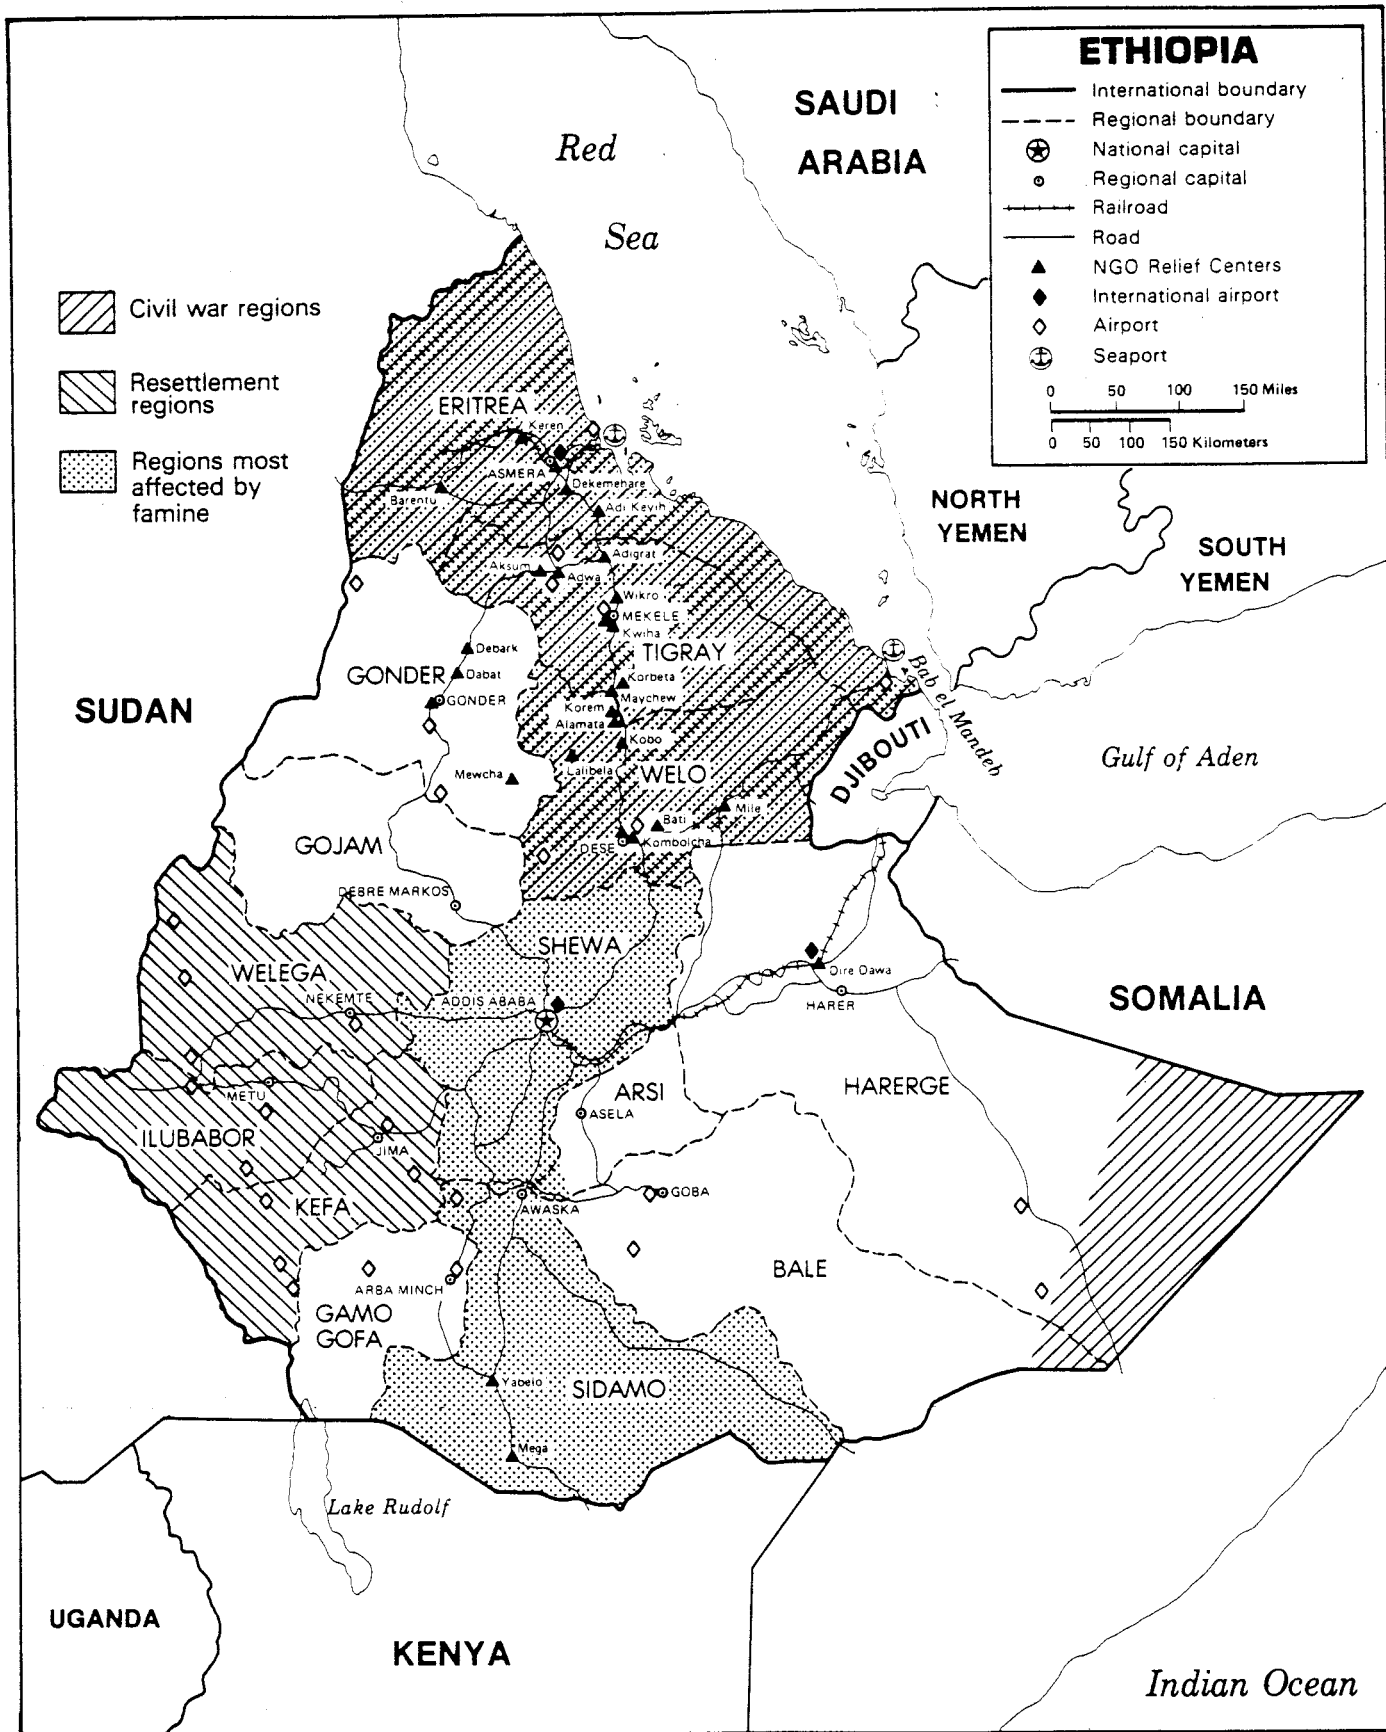 ETHIOPIA
International boundary
Regional boundary
National capital
Regional capital
Railroad
Road
NGO Relief Centers
International airport
Airport
Seaport
0 50 100 150 Miles
0 50 100 150 Kilometers
Civil war regions
Resettlement
regions
Regions most
affected by
famine
SAUDI
ARABIA
Red
Sea
ERITREA
Keren
ASMERA
Dekemehare
Barentu
Adi Keyih
NORTH
YEMEN
SOUTH
YEMEN
Adigrat
Aksum
Adwa
Wikro
MEKELE
Kwiha
TIGRAY
Debark
Dabat
GONDER
GONDER
Korbeta
Maychew
Korem
Alamata
Kobo
Lalibela
WELO
Mewcha
Mile
Bati
Kombolcha
DESE
SUDAN
Bab el Mandeb
DJIBOUTI
Gulf of Aden
GOJAM
DEBRE MARKOS
SHEWA
WELEGA
NEKEMTE
ADDIS ABABA
Dire Dawa
HARER
SOMALIA
METU
ARSI
ASELA
HARERGE
ILUBABOR
JIMA
KEFA
AWASKA
GOBA
BALE
ARBA MINCH
GAMO
GOFA
Yabelo
SIDAMO
Mega
Lake Rudolf
UGANDA
KENYA
Indian Ocean